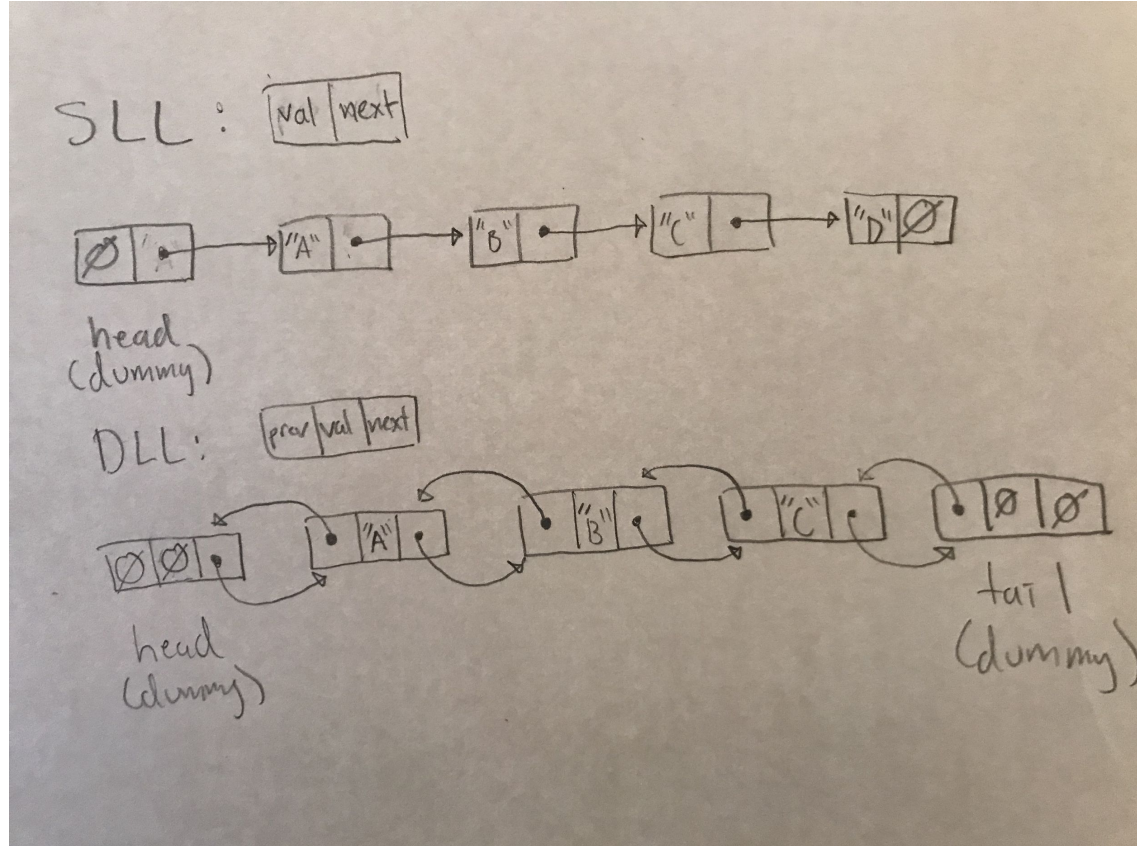 SLL: val next
Ø "A" "B" "C" "D" Ø
head
(dummy)
DLL: prev val next
Ø Ø "A" "B" "C" Ø Ø
head
(dummy)
tail
(dummy)